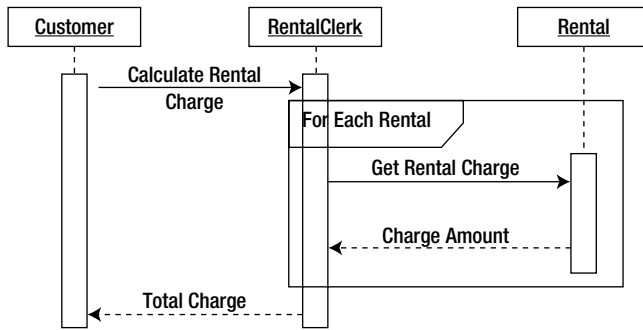 Customer
RentalClerk
Rental
Calculate Rental
Charge
For Each Rental
Get Rental Charge
Charge Amount
Total Charge